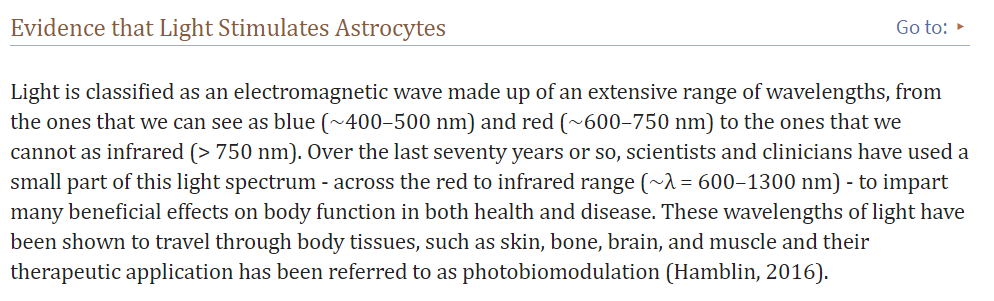 Evidence that Light Stimulates Astrocytes Go to: ▸
Light is classified as an electromagnetic wave made up of an extensive range of wavelengths, from
the ones that we can see as blue (~400–500 nm) and red (~600–750 nm) to the ones that we
cannot as infrared (> 750 nm). Over the last seventy years or so, scientists and clinicians have used a
small part of this light spectrum - across the red to infrared range (~λ = 600–1300 nm) - to impart
many beneficial effects on body function in both health and disease. These wavelengths of light have
been shown to travel through body tissues, such as skin, bone, brain, and muscle and their
therapeutic application has been referred to as photobiomodulation (Hamblin, 2016).